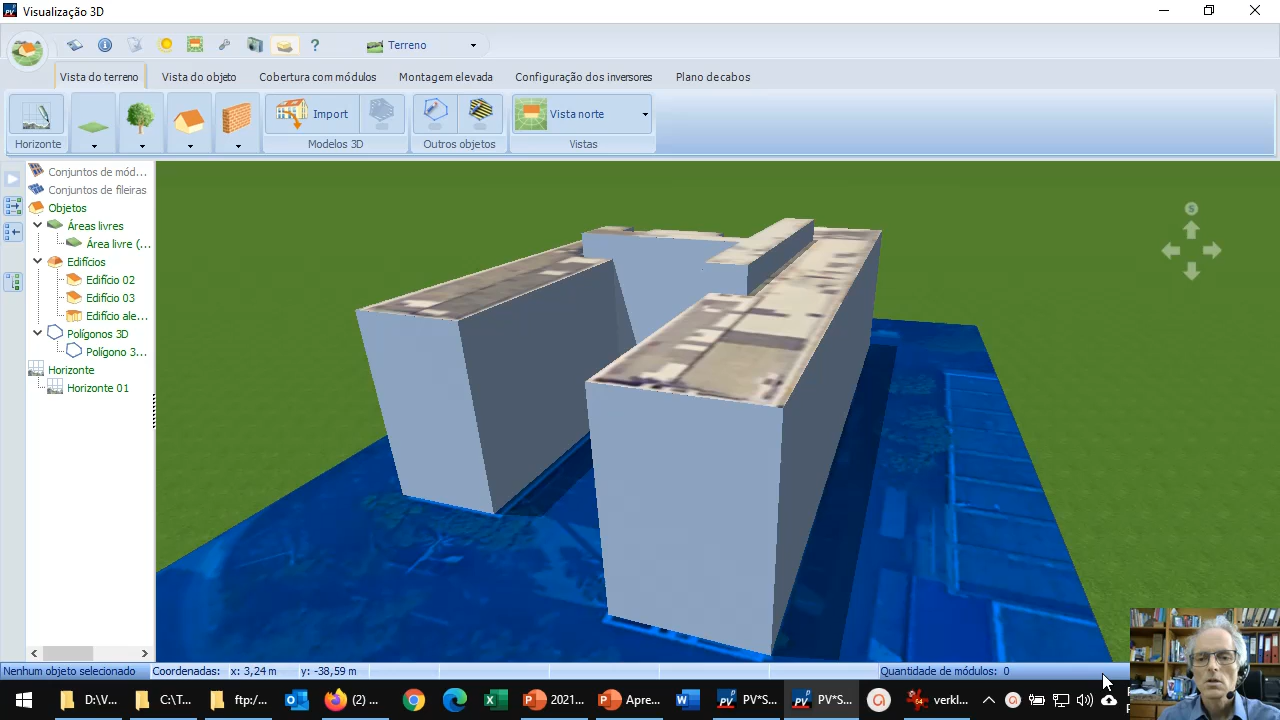 Visualização 3D
Terreno
Vista do terreno Vista do objeto Cobertura com módulos Montagem elevada Configuração dos inversores Plano de cabos
Import
Vista norte
Horizonte Modelos 3D Outros objetos Vistas
Conjuntos de mód...
Conjuntos de fileiras
Objetos
Áreas livres
Área livre (...
Edifícios
Edifício 02
Edifício 03
Edifício ale...
Polígonos 3D
Polígono 3...
Horizonte
Horizonte 01
S
Nenhum objeto selecionado Coordenadas: x: 3,24 m y: -38,59 m Quantidade de módulos: 0
D:\V... C:\T... ftp:/... (2) ... 2021... Apre... PV*S... PV*S... verkl...